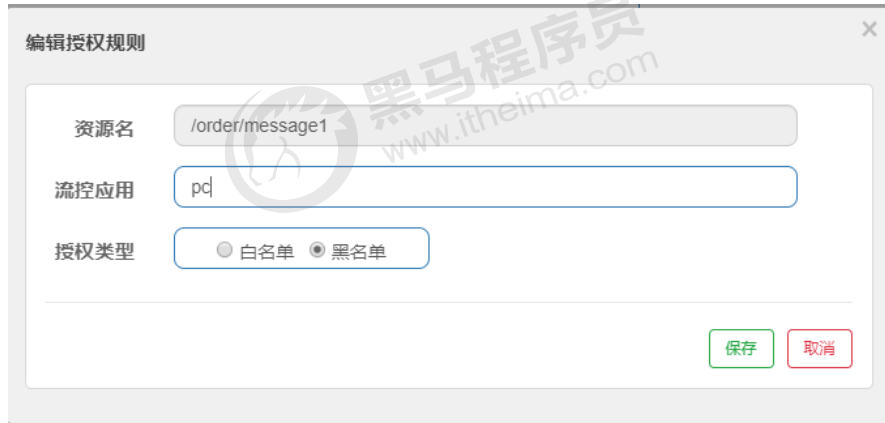 编辑授权规则
×
黑马程序员
www.itheima.com
资源名 /order/message1
流控应用 pc
授权类型 白名单 黑名单
保存 取消